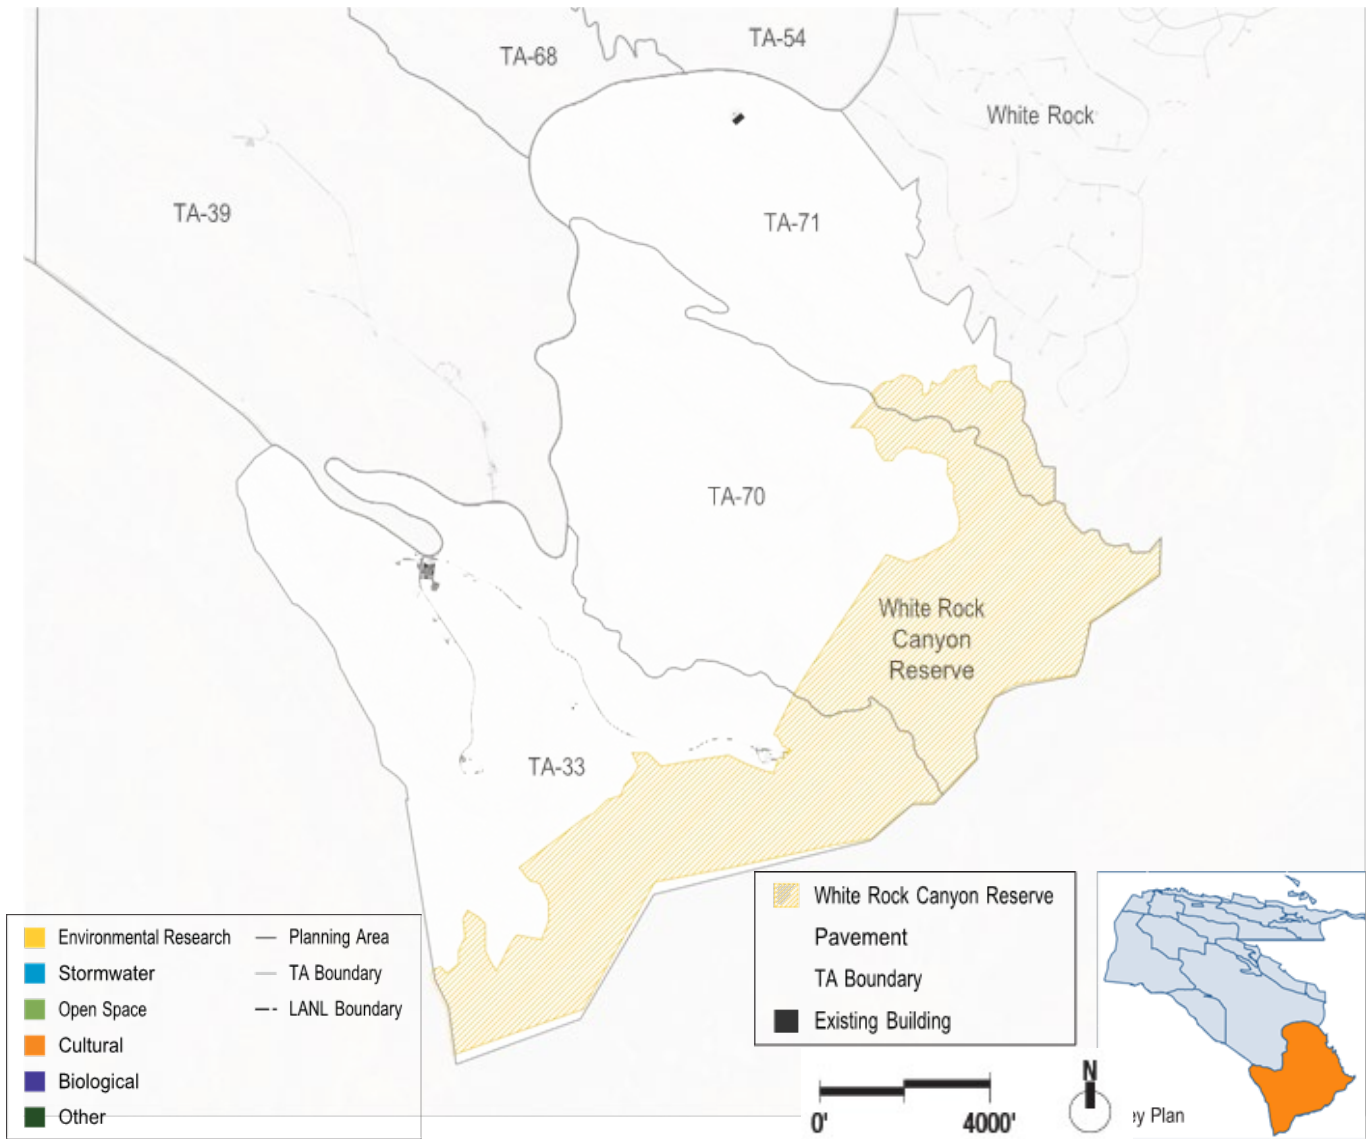 TA-54
TA-68
White Rock
TA-39
TA-71
TA-70
White Rock
Canyon
Reserve
TA-33
White Rock Canyon Reserve
Pavement
TA Boundary
Existing Building
Environmental Research
Planning Area
Stormwater
TA Boundary
Open Space
LANL Boundary
Cultural
Biological
Other
0'
4000'
N
ey Plan